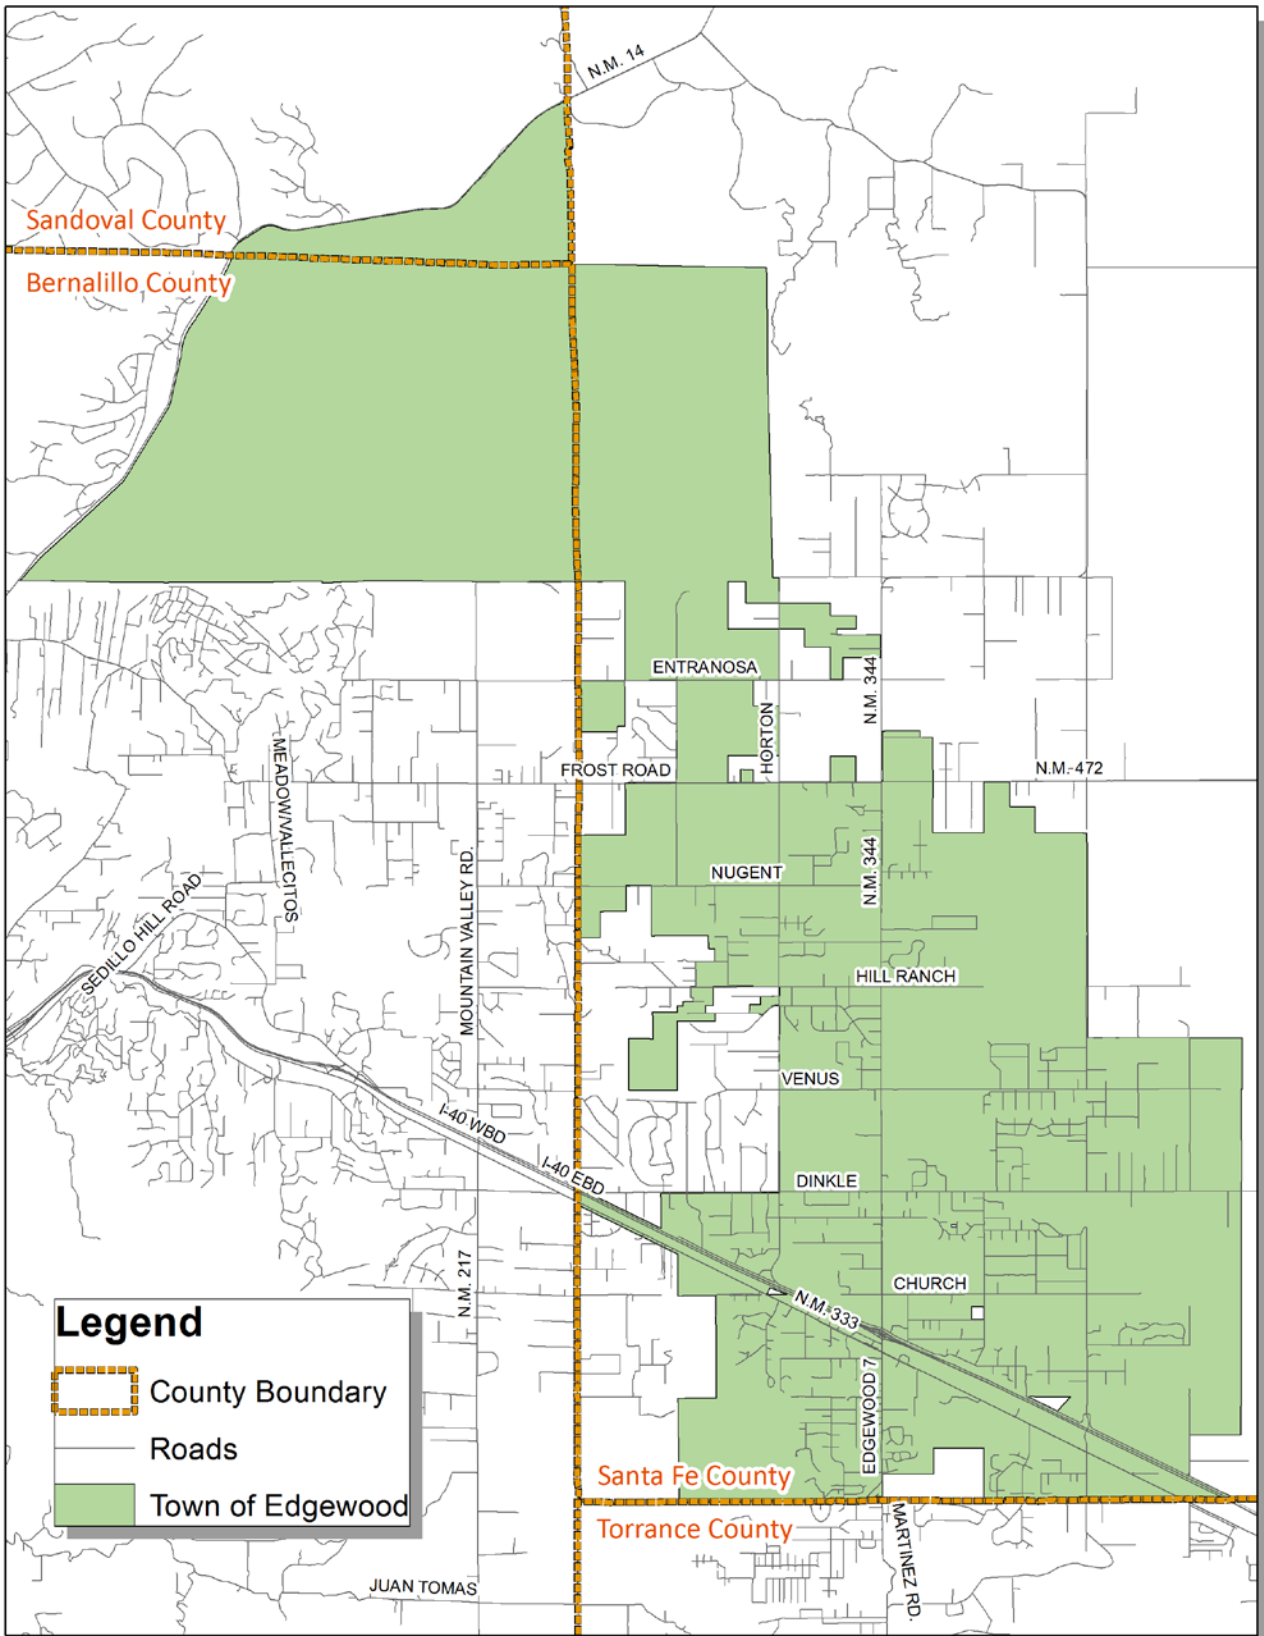 N.M. 14
Sandoval County
Bernalillo County
ENTRANOSA
N.M. 344
HORTON
MEADOW/VALLECITOS
FROST ROAD
N.M. 472
MOUNTAIN VALLEY RD.
NUGENT
N.M. 344
SEDILLO HILL ROAD
HILL RANCH
VENUS
I-40 WBD
I-40 EBD
DINKLE
N.M. 217
CHURCH
N.M. 333
EDGEWOOD 7
Legend
County Boundary
Roads
Town of Edgewood
Santa Fe County
Torrance County
MARTINEZ RD.
JUAN TOMAS